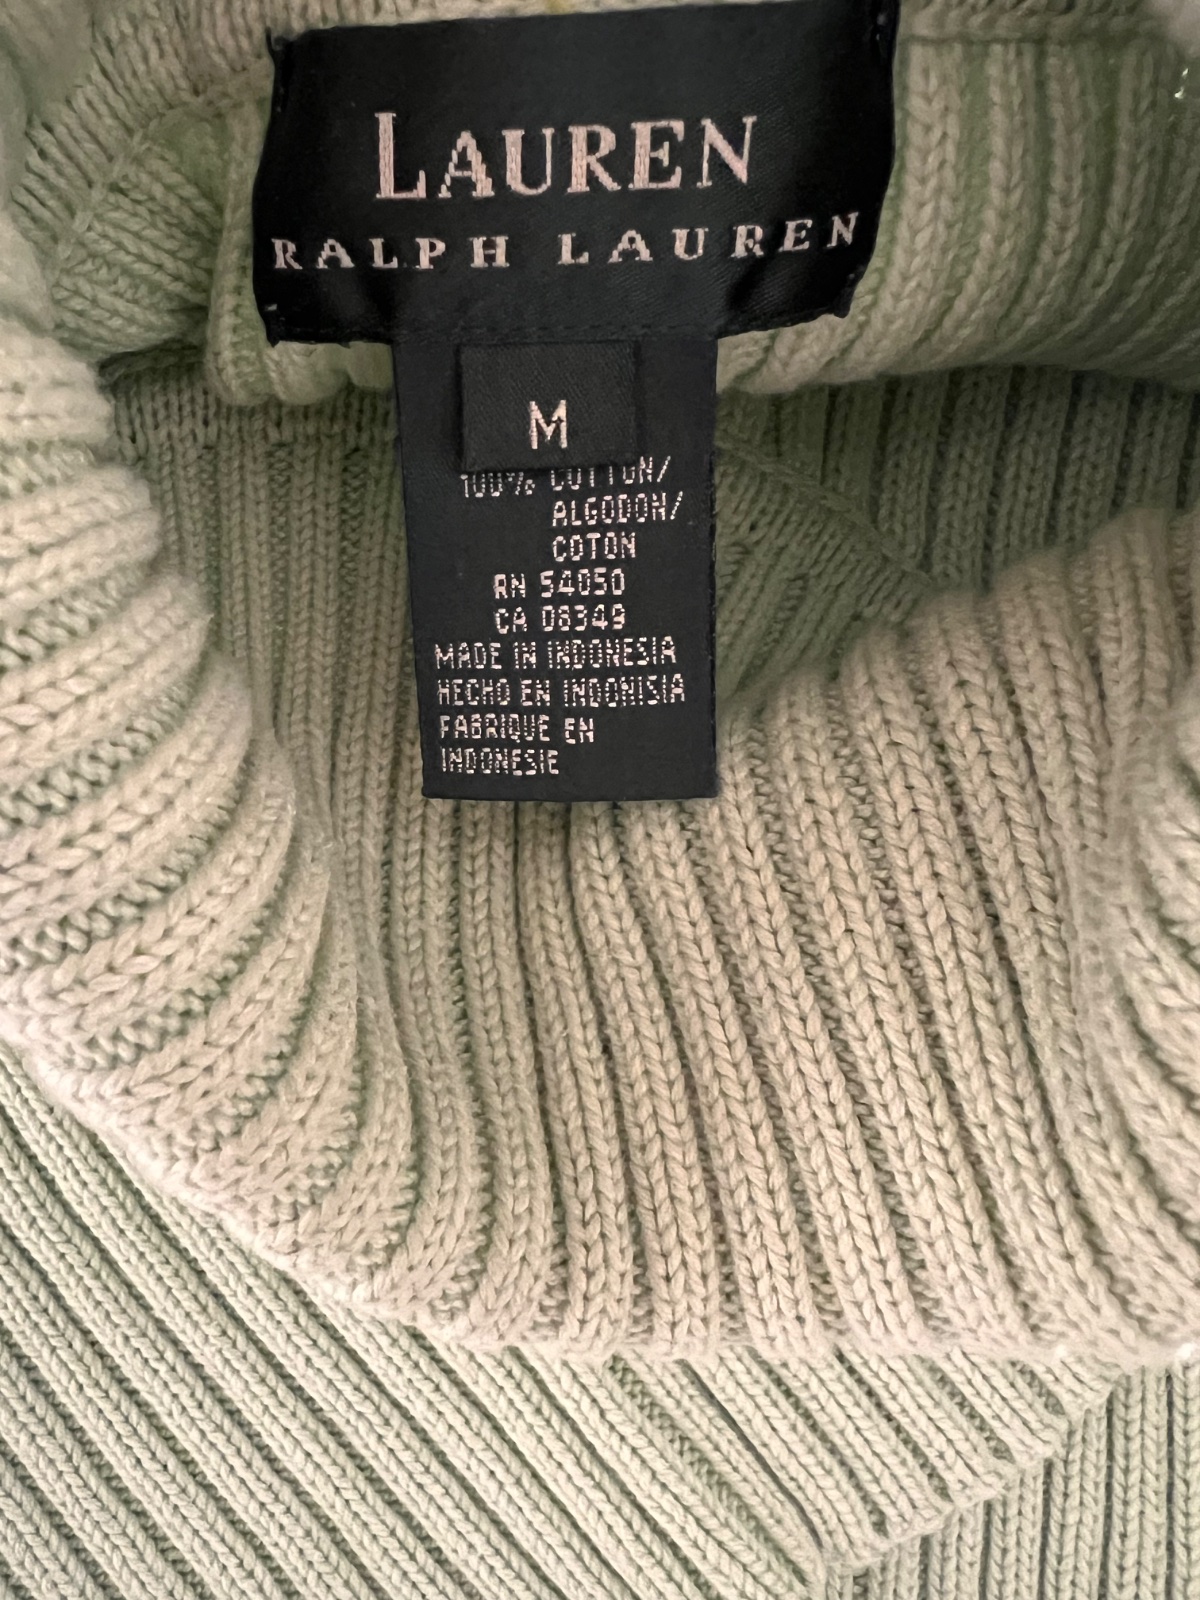 LAUREN
RALPH LAUREN
M
100% COTTON/
ALGODON/
COTON
RN 54050
CA 08349
MADE IN INDONESIA
HECHO EN INDONISIA
FABRIQUE EN
INDONESIE